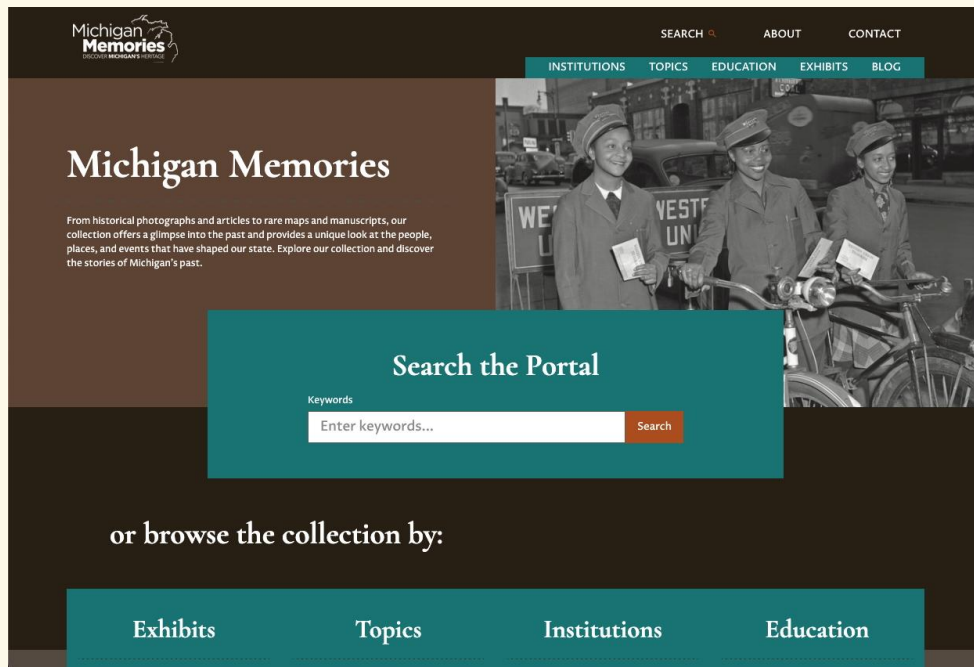 Michigan
Memories
DISCOVER MICHIGAN'S HERITAGE
SEARCH
ABOUT
CONTACT
INSTITUTIONS
TOPICS
EDUCATION
EXHIBITS
BLOG
Michigan Memories
From historical photographs and articles to rare maps and manuscripts, our
collection offers a glimpse into the past and provides a unique look at the people,
places, and events that have shaped our state. Explore our collection and discover
the stories of Michigan's past.
WE
U
WESTE
UN
COAL
Search the Portal
Keywords
Enter keywords...
Search
or browse the collection by:
Exhibits
Topics
Institutions
Education